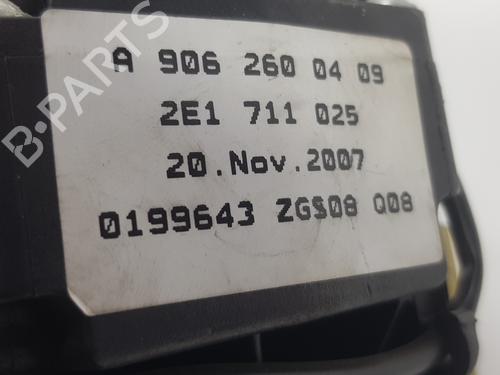 A 906 260 04 09
2E1 711 025
20.Nov.2007
0199643 ZGS08 Q08
B-PARTS